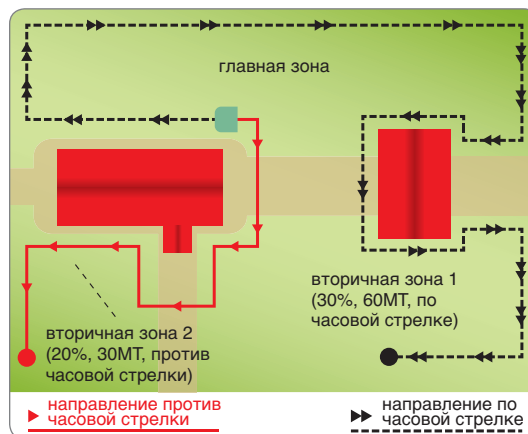 главная зона
вторичная зона 1
(30%, 60МТ, по
часовой стрелке)
вторичная зона 2
(20%, 30МТ, против
часовой стрелки)
направление против
часовой стрелки
направление по
часовой стрелке